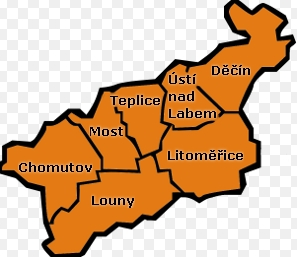 Děčín
Ústí
nad
Labem
Teplice
Most
Litoměřice
Chomutov
Louny